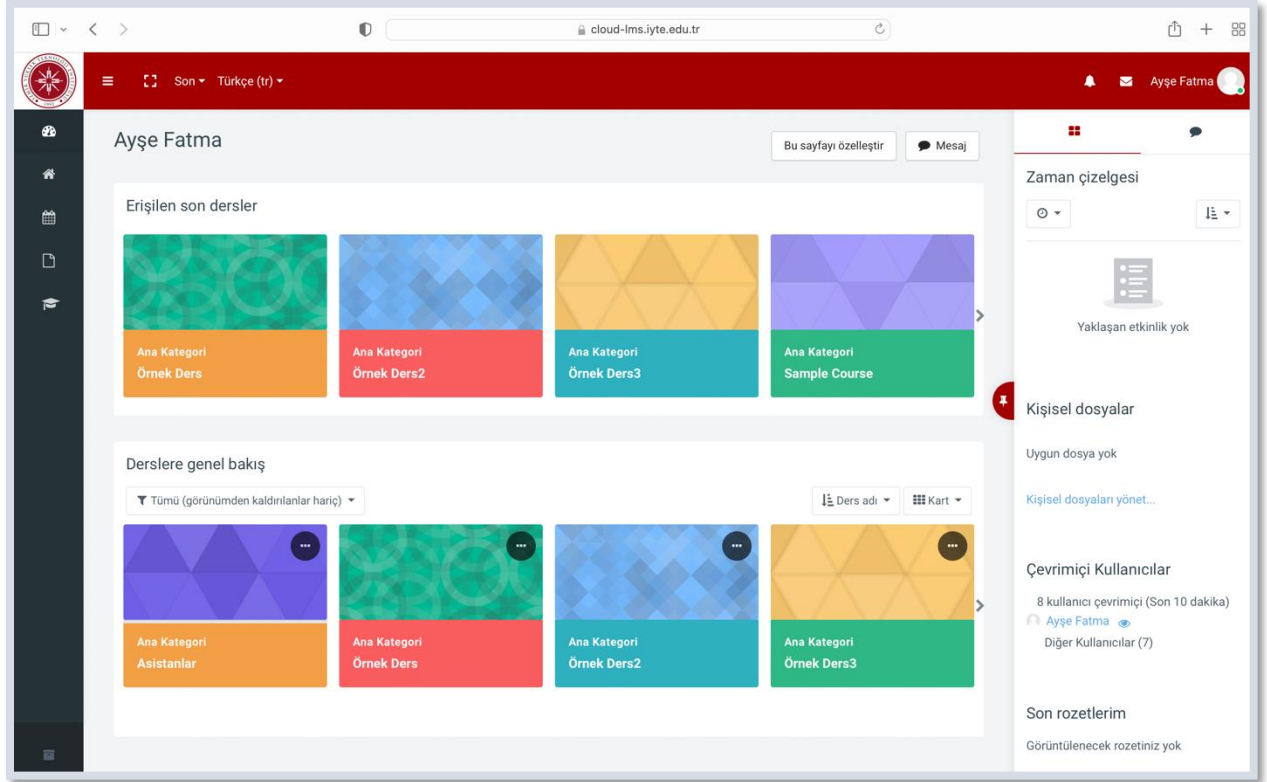 cloud-lms.iyte.edu.tr
Son Türkçe (tr) Ayşe Fatma
Ayşe Fatma
Bu sayfayı özelleştir Mesaj
Erişilen son dersler
Ana Kategori
Örnek Ders
Ana Kategori
Örnek Ders2
Ana Kategori
Örnek Ders3
Ana Kategori
Sample Course
Derslere genel bakış
Tümü (görünümden kaldırılanlar hariç) Ders adı Kart
Ana Kategori
Asistanlar
Ana Kategori
Örnek Ders
Ana Kategori
Örnek Ders2
Ana Kategori
Örnek Ders3
Zaman çizelgesi
Yaklaşan etkinlik yok
Kişisel dosyalar
Uygun dosya yok
Kişisel dosyaları yönet...
Çevrimiçi Kullanıcılar
8 kullanıcı çevrimiçi (Son 10 dakika)
Ayşe Fatma
Diğer Kullanıcılar (7)
Son rozetlerim
Görüntülenecek rozetiniz yok